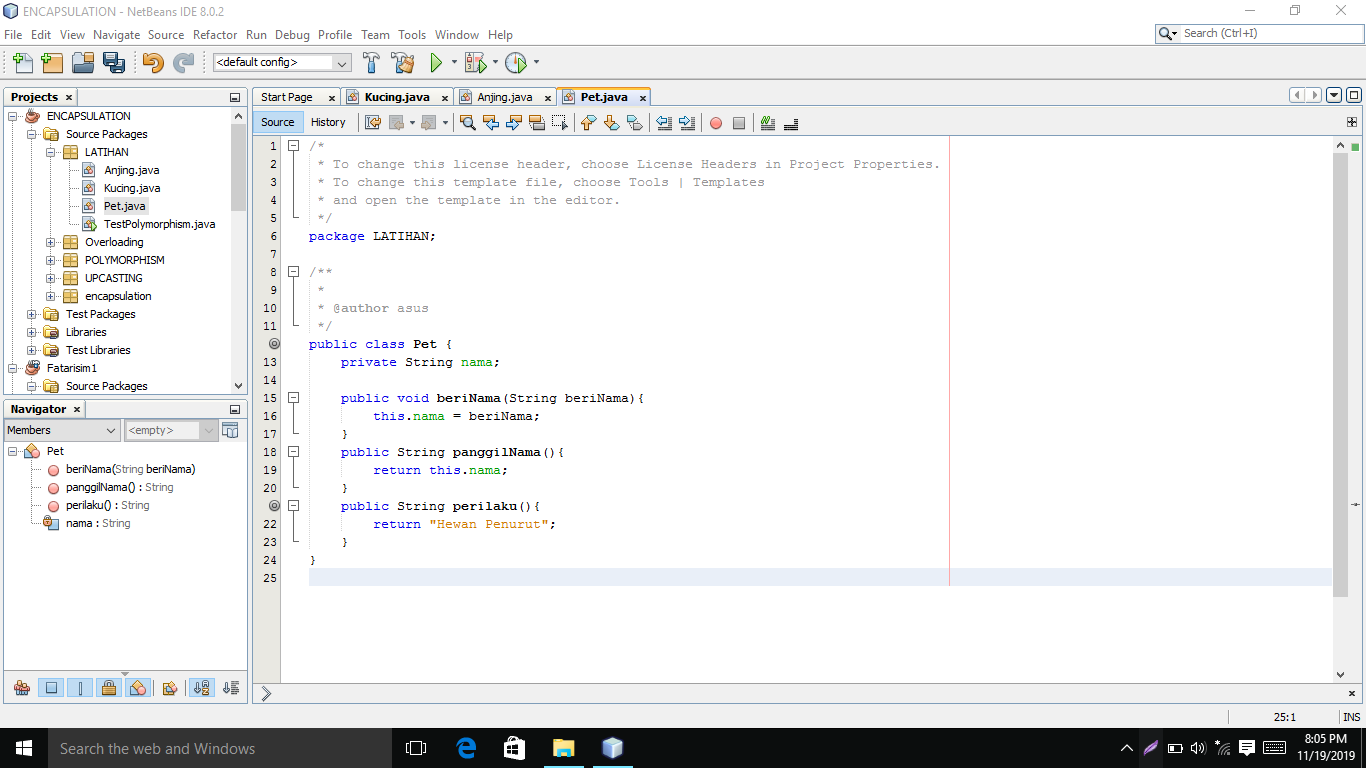 ENCAPSULATION - NetBeans IDE 8.0.2
File Edit View Navigate Source Refactor Run Debug Profile Team Tools Window Help
Search (Ctrl+I)
<default config>
Projects
ENCAPSULATION
Source Packages
LATIHAN
Anjing.java
Kucing.java
Pet.java
TestPolymorphism.java
Overloading
POLYMORPHISM
UPCASTING
encapsulation
Test Packages
Libraries
Test Libraries
Fatarisim1
Source Packages
Navigator
Members <empty>
Pet
beriNama(String beriNama)
panggilNama() : String
perilaku() : String
nama : String
Start Page Kucing.java Anjing.java Pet.java
Source History
1 /*
2 * To change this license header, choose License Headers in Project Properties.
3 * To change this template file, choose Tools | Templates
4 * and open the template in the editor.
5 */
6 package LATIHAN;
7
8 /**
9 *
10 * @author asus
11 */
public class Pet {
13 private String nama;
14
15 public void beriNama(String beriNama){
16 this.nama = beriNama;
17 }
18 public String panggilNama(){
19 return this.nama;
20 }
public String perilaku(){
22 return "Hewan Penurut";
23 }
24 }
25
25:1 INS
Search the web and Windows
8:05 PM
11/19/2019